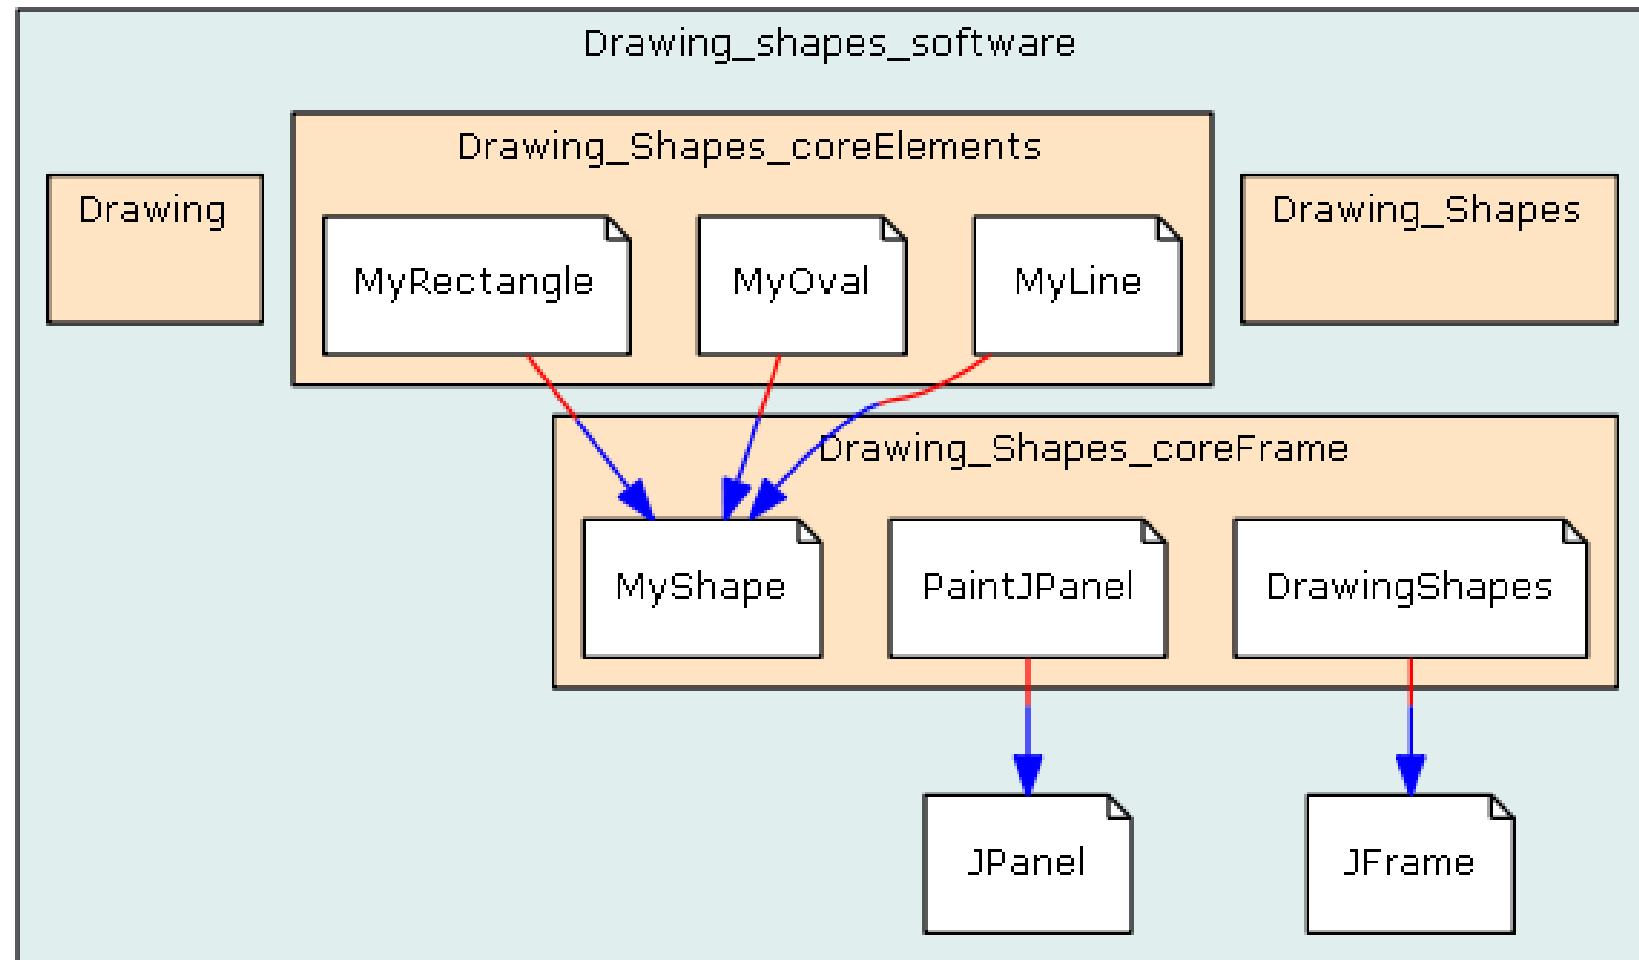 Drawing_shapes_software
Drawing_Shapes_coreElements
Drawing
Drawing_Shapes
MyRectangle
MyOval
MyLine
Drawing_Shapes_coreFrame
MyShape
PaintJPanel
DrawingShapes
JPanel
JFrame